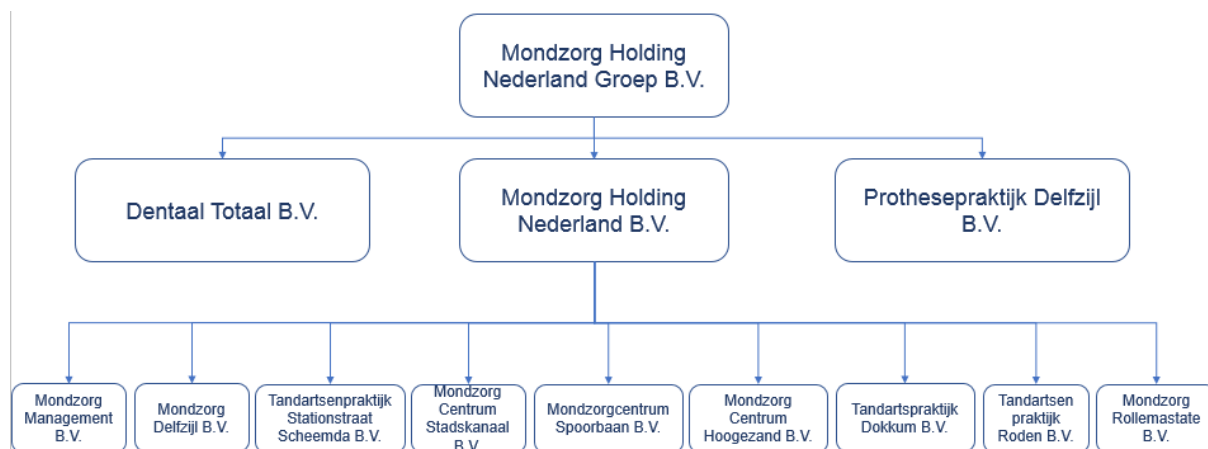 Mondzorg Holding
Nederland Groep B.V.
Dentaal Totaal B.V.
Mondzorg Holding
Nederland B.V.
Prothesepraktijk Delfzijl
B.V.
Mondzorg
Management
B.V.
Mondzorg
Delfzijl B.V.
Tandartsenpraktijk
Stationstraat
Scheemda B.V.
Mondzorg
Centrum
Stadskanaal
B.V.
Mondzorgcentrum
Spoorbaan B.V.
Mondzorg
Centrum
Hoogezand B.V.
Tandartspraktijk
Dokkum B.V.
Tandartsen
praktijk
Roden B.V.
Mondzorg
Rollemastate
B.V.